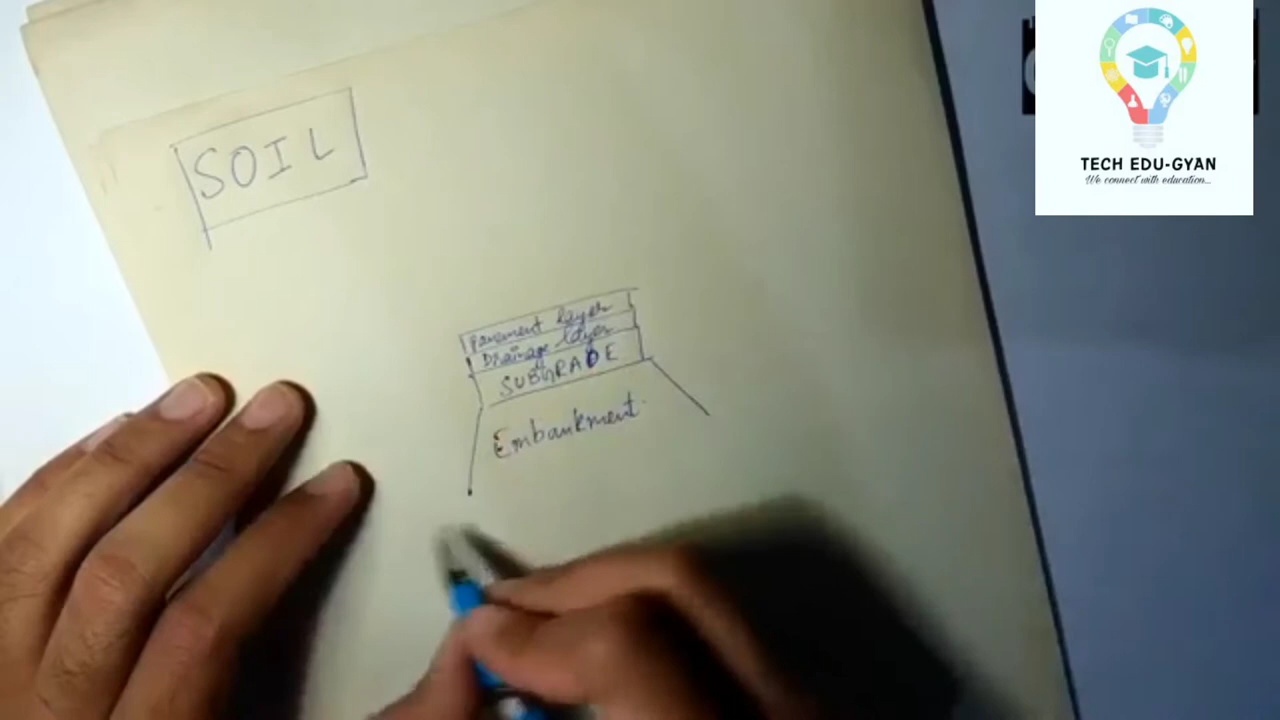 SOIL
Pavement layer
Drainage layer
SUBGRADE
Embankment
TECH EDU-GYAN
We connect with education...